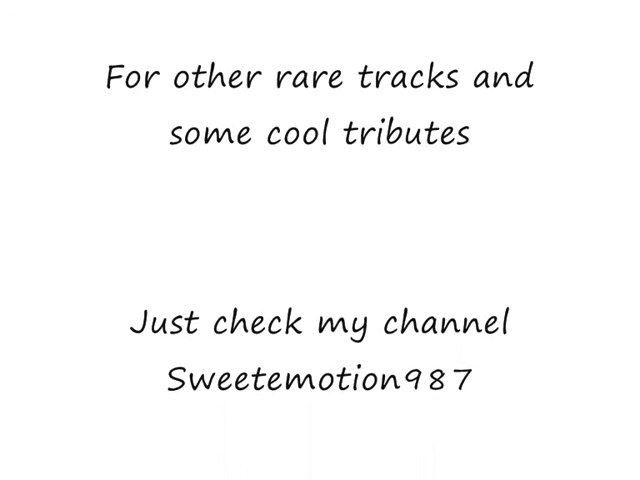 For other rare tracks and
some cool tributes
Just check my channel
Sweetemotion987